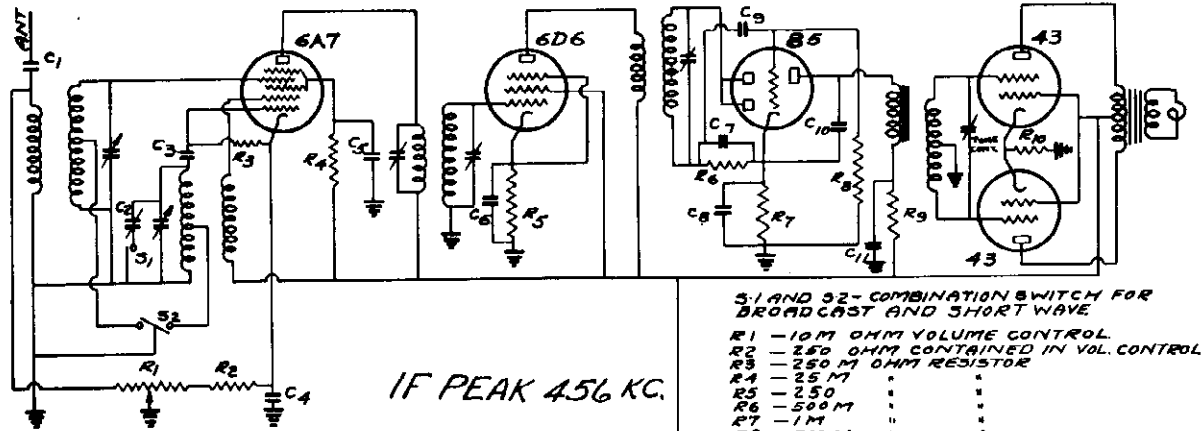 ANT
C1
6A7
6D6
85
43
C9
C7
C10
C3
R3
R4
C5
R6
R8
TONE CONT.
R10
C2
S1
C6
R5
C8
R7
R9
C11
43
S2
R1
R2
C4
IF PEAK 456 KC.
S-1 AND S-2 - COMBINATION SWITCH FOR
BROADCAST AND SHORT WAVE
R1 - 10 M OHM VOLUME CONTROL
R2 - 250 OHM CONTAINED IN VOL. CONTROL
R3 - 250 M OHM RESISTOR
R4 - 25 M " "
R5 - 250 " "
R6 - 500 M " "
R7 - 1 M " "